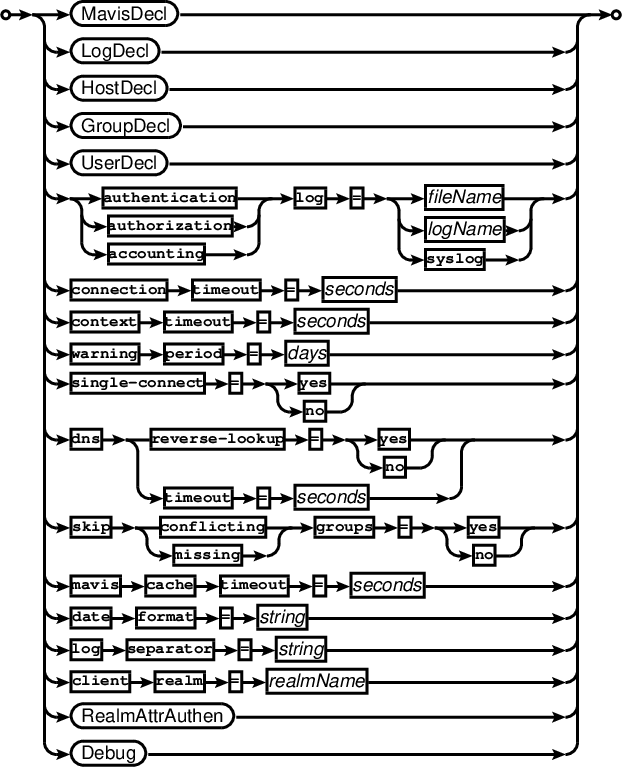 MavisDecl
LogDecl
HostDecl
GroupDecl
UserDecl
authentication log = fileName
authorization logName
accounting syslog
connection timeout = seconds
context timeout = seconds
warning period = days
single-connect = yes
no
dns reverse-lookup = yes
no
timeout = seconds
skip conflicting groups = yes
missing no
mavis cache timeout = seconds
date format = string
log separator = string
client realm = realmName
RealmAttrAuthen
Debug